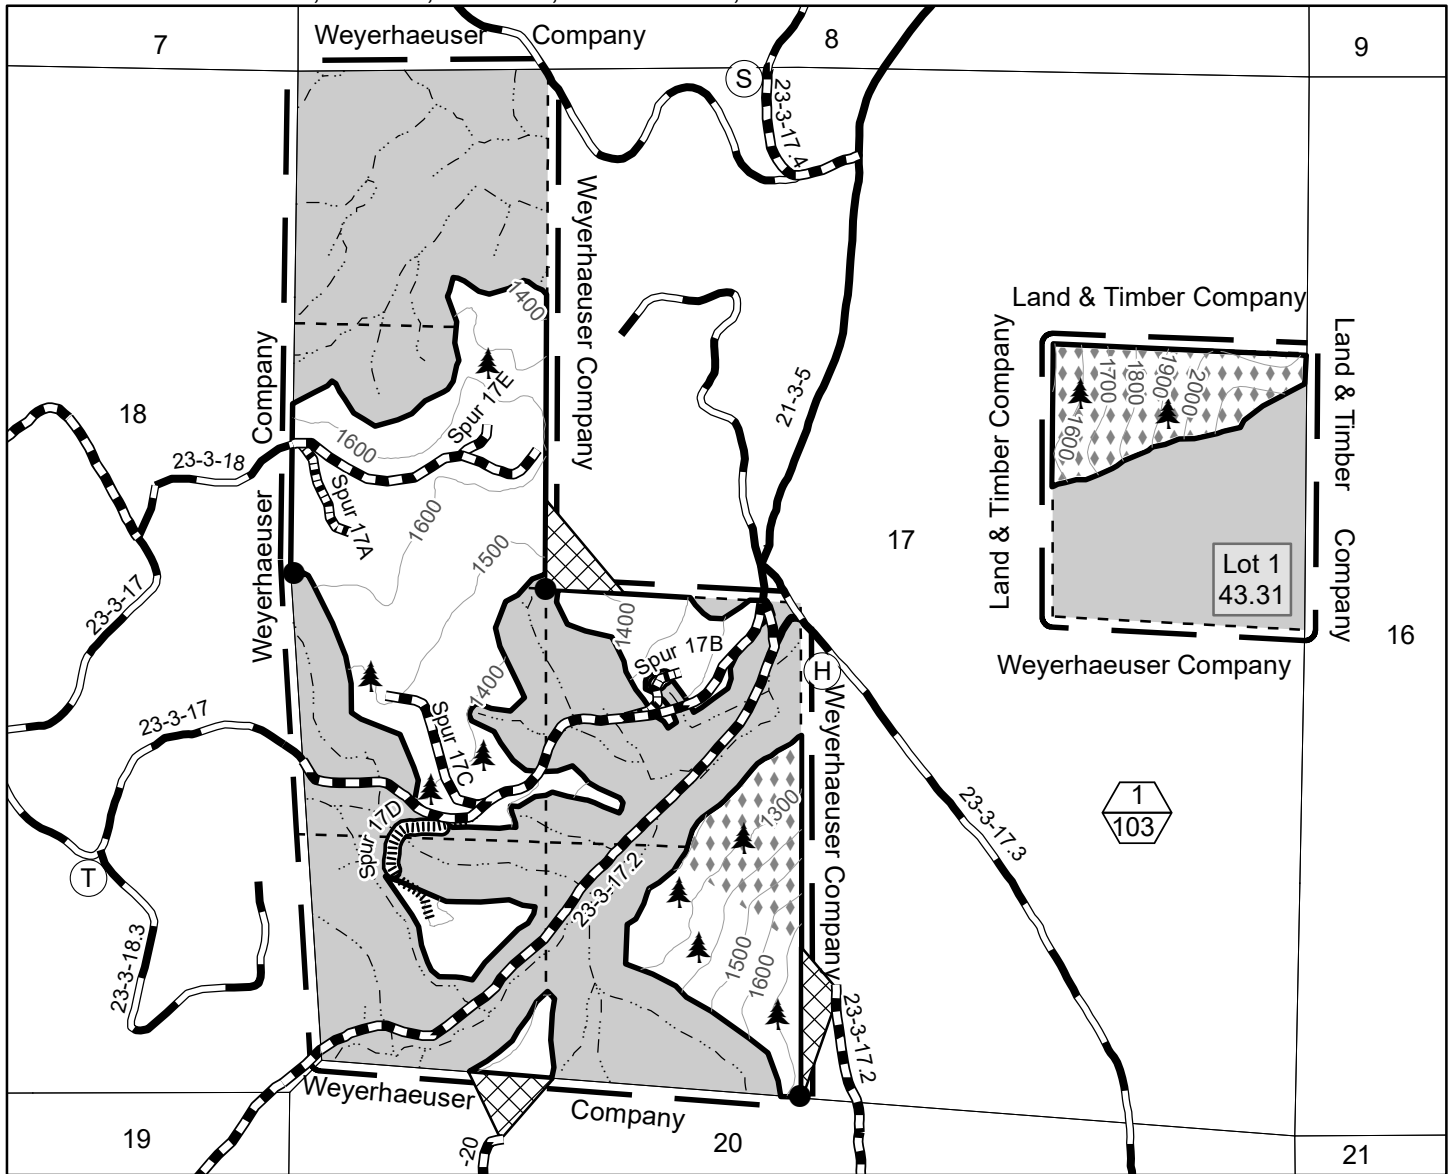 7
Weyerhaeuser Company
8
9
S
23-3-17.4
Weyerhaeuser Company
1400
Land & Timber Company
Land & Timber Company
Land & Timber
Company
1600
1700
1800
1900
2000
Lot 1
43.31
Weyerhaeuser Company
21-3-5
18
Company
Weyerhaeuser
23-3-18
1600
Spur 17E
Spur 17A
1600
1500
17
16
23-3-17
1400
Spur 17B
H
1400
23-3-17
Spur 17C
Weyerhaeuser Company
1300
23-3-17.3
1
103
Spur 17D
T
23-3-17.2
23-3-18.3
1500
1600
23-3-17.2
Weyerhaeuser
Company
19
-20
20
21